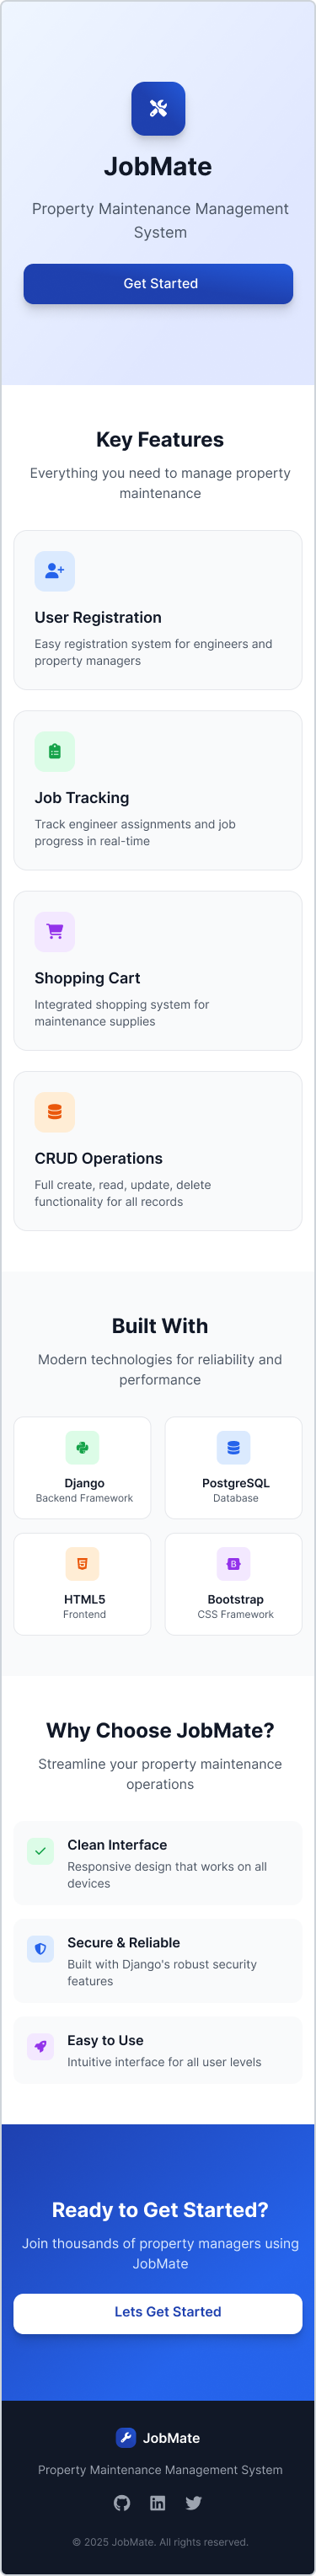 JobMate
Property Maintenance Management
System
Get Started
Key Features
Everything you need to manage property
maintenance
User Registration
Easy registration system for engineers and
property managers
Job Tracking
Track engineer assignments and job
progress in real-time
Shopping Cart
Integrated shopping system for
maintenance supplies
CRUD Operations
Full create, read, update, delete
functionality for all records
Built With
Modern technologies for reliability and
performance
Django
Backend Framework
PostgreSQL
Database
HTML5
Frontend
Bootstrap
CSS Framework
Why Choose JobMate?
Streamline your property maintenance
operations
Clean Interface
Responsive design that works on all
devices
Secure & Reliable
Built with Django's robust security
features
Easy to Use
Intuitive interface for all user levels
Ready to Get Started?
Join thousands of property managers using
JobMate
Lets Get Started
JobMate
Property Maintenance Management System
© 2025 JobMate. All rights reserved.